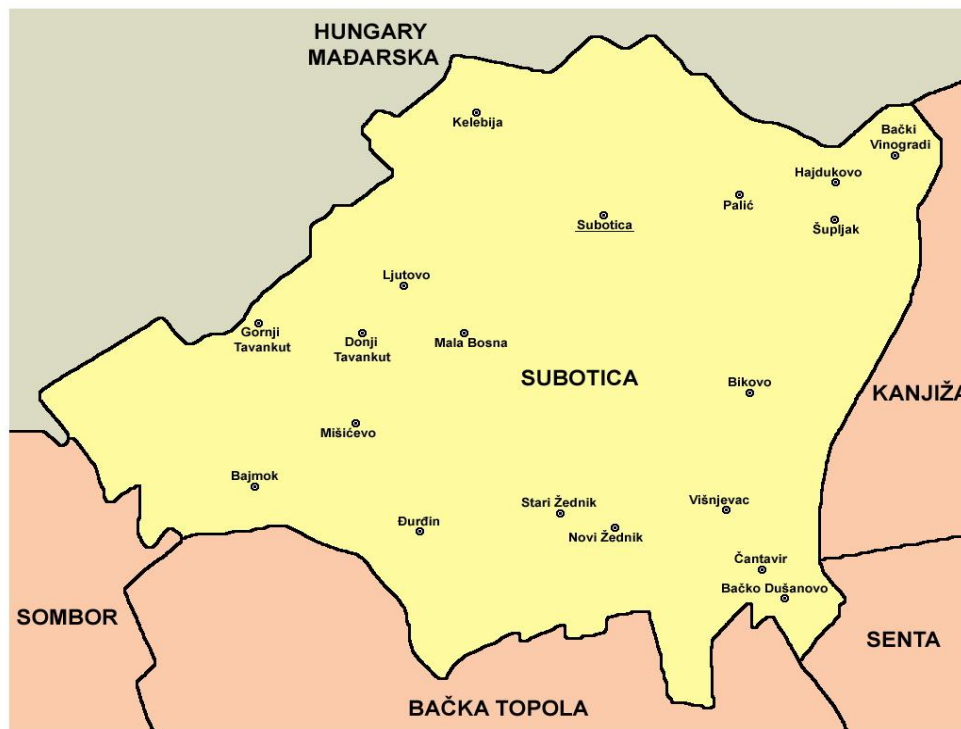 HUNGARY
MAĐARSKA
Kelebija
Bački
Vinogradi
Hajdukovo
Palić
Šupljak
Subotica
Ljutovo
Gornji
Tavankut
Donji
Tavankut
Mala Bosna
SUBOTICA
Bikovo
KANJIŽA
Mišićevo
Bajmok
Đurđin
Stari Žednik
Novi Žednik
Višnjevac
Čantavir
Bačko Dušanovo
SOMBOR
SENTA
BAČKA TOPOLA